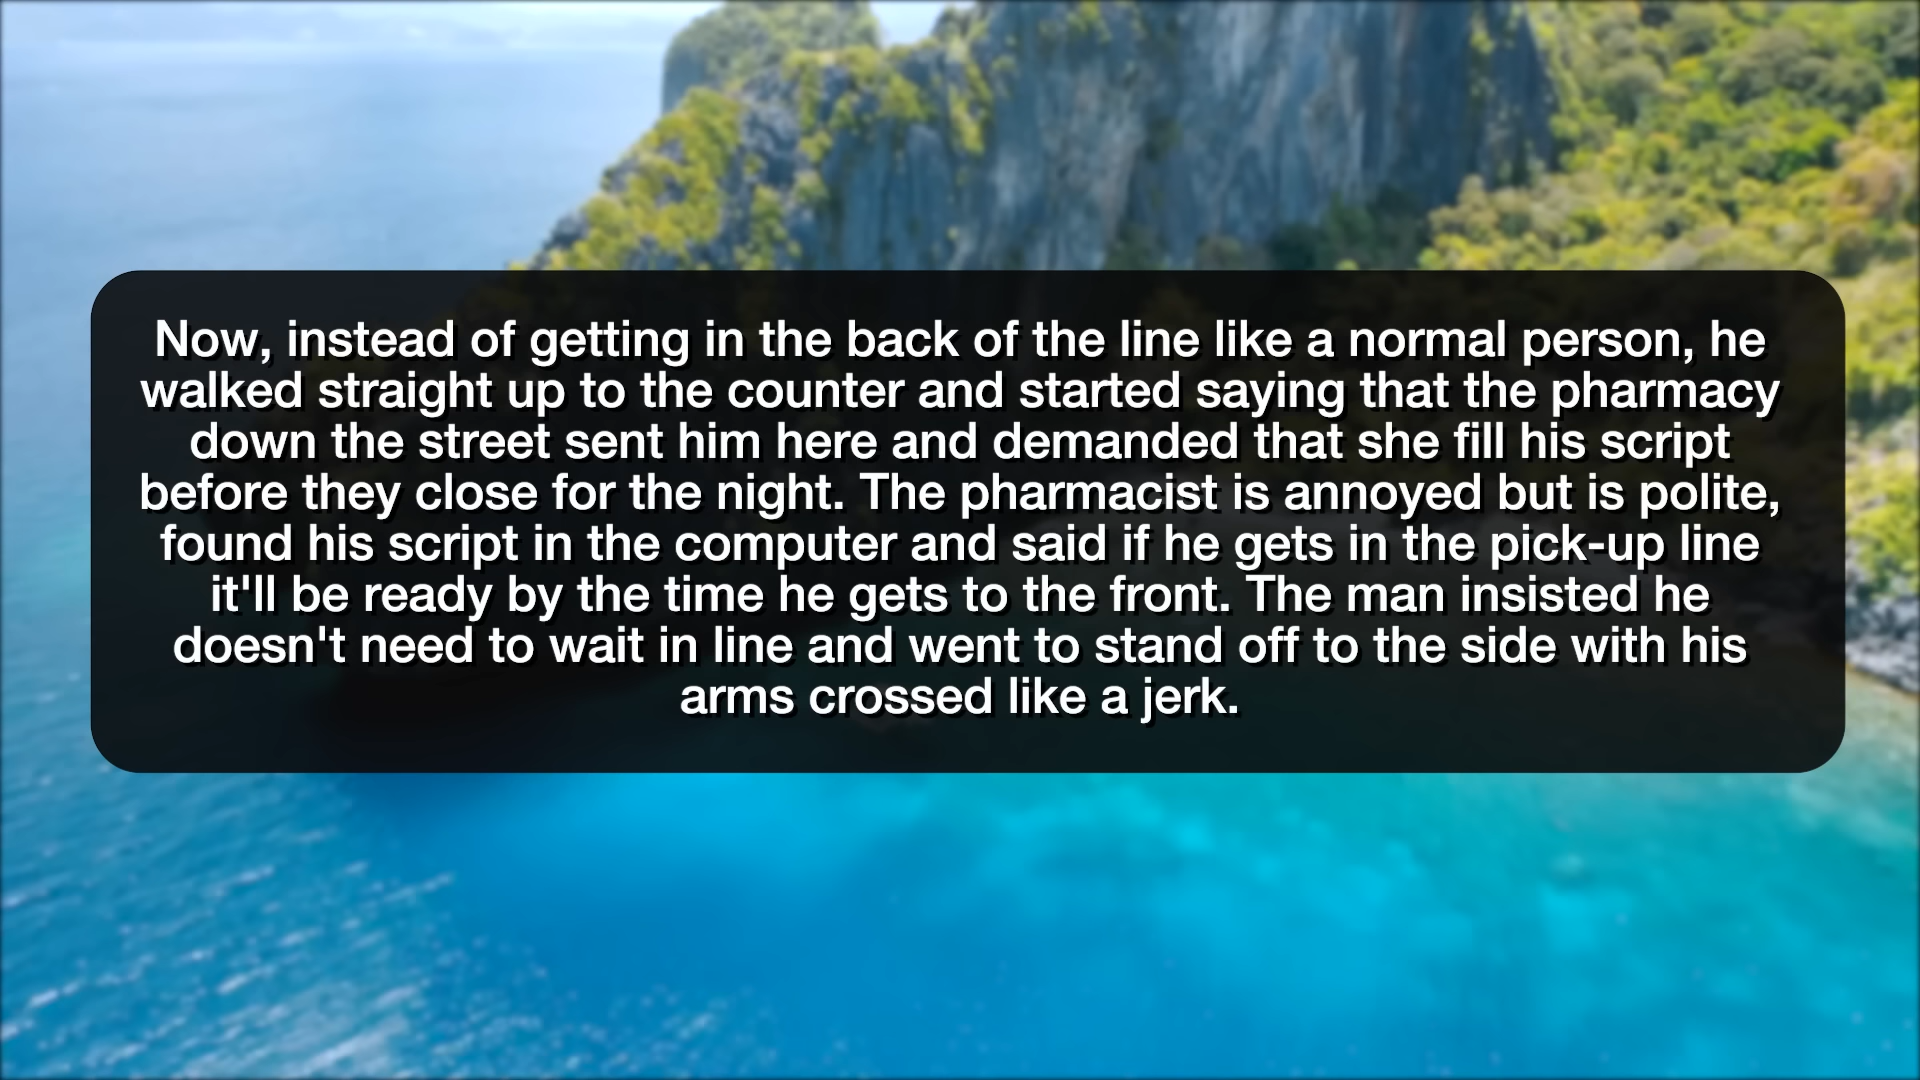 Now, instead of getting in the back of the line like a normal person, he
walked straight up to the counter and started saying that the pharmacy
down the street sent him here and demanded that she fill his script
before they close for the night. The pharmacist is annoyed but is polite,
found his script in the computer and said if he gets in the pick-up line
it'll be ready by the time he gets to the front. The man insisted he
doesn't need to wait in line and went to stand off to the side with his
arms crossed like a jerk.